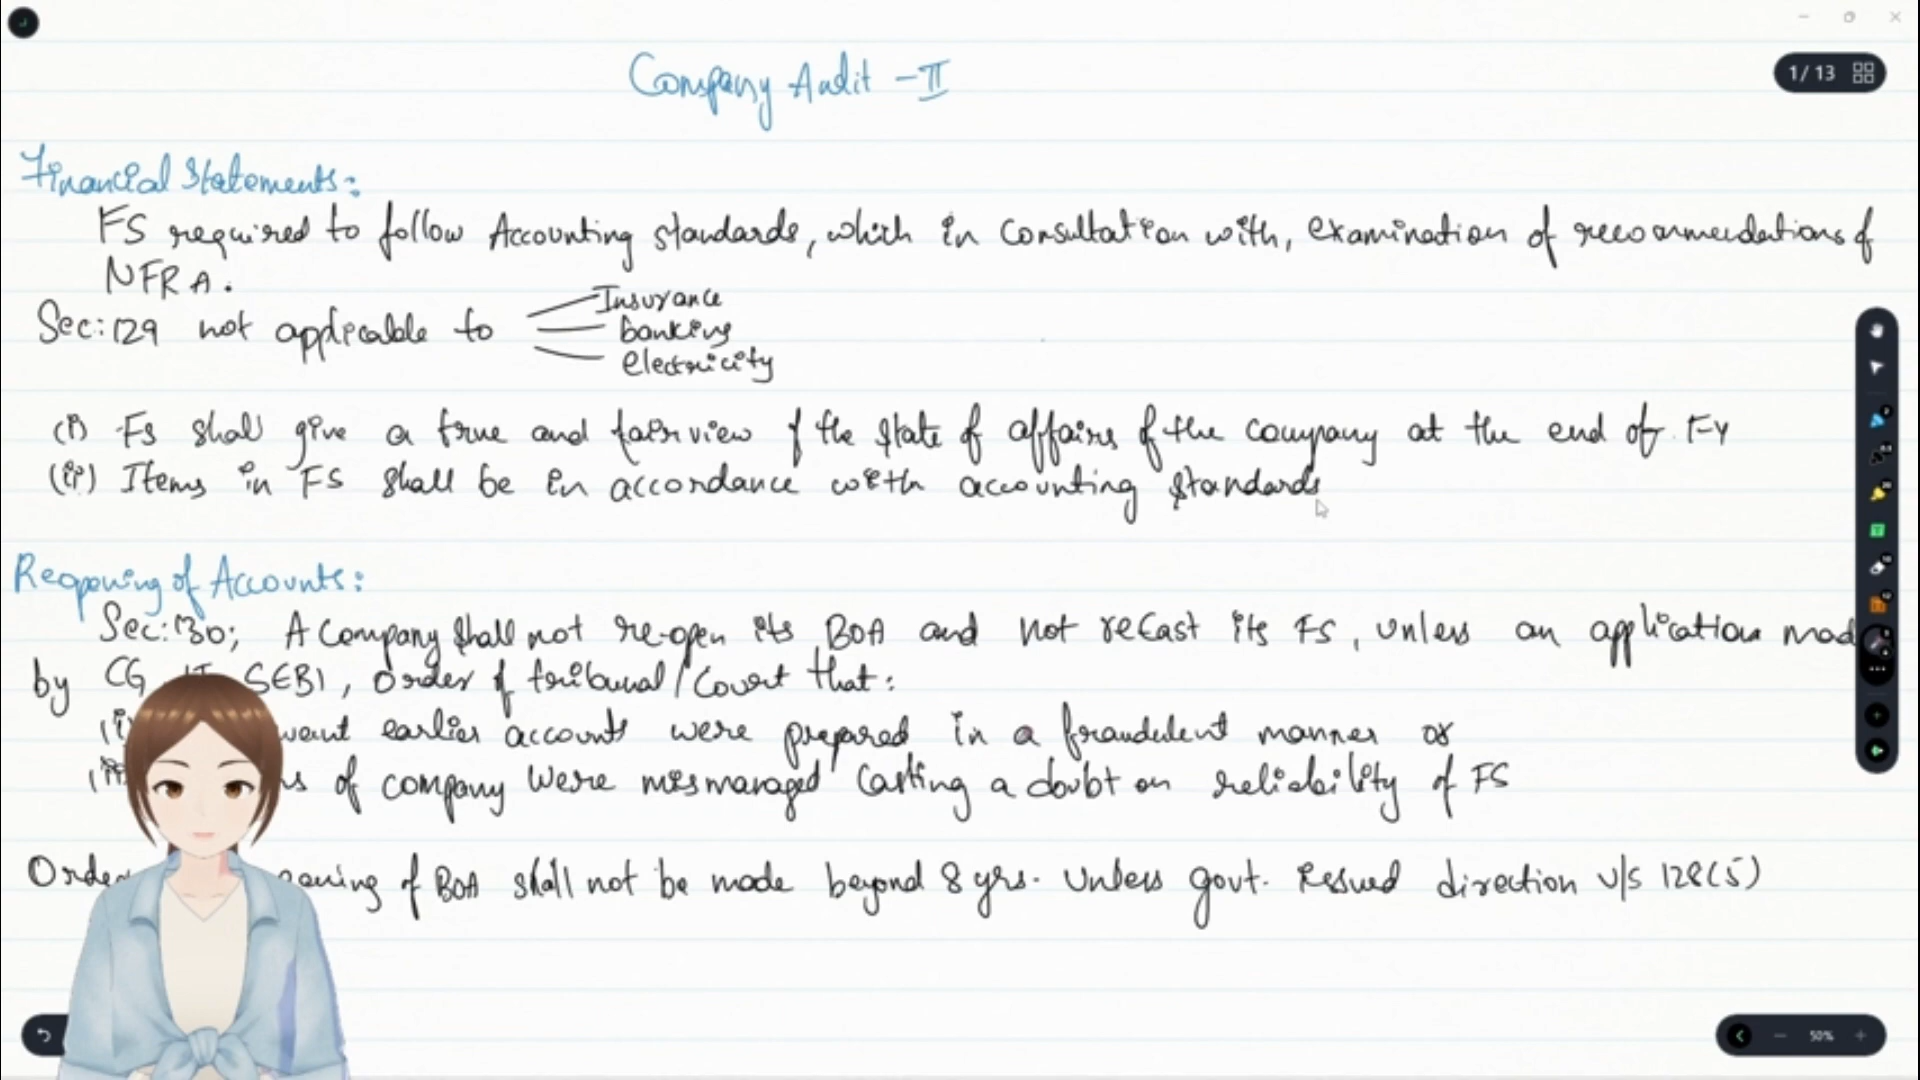 Company Audit - II
1/13
Financial Statements:
FS required to follow Accounting standards, which in consultation with, examination of recommendations of
NFRA.
Sec: 129 not applicable to
Insurance
banking
electricity
(i) FS shall give a true and fair view of the state of affairs of the company at the end of FY
(ii) Items in FS shall be in accordance with accounting standards
Reopening of Accounts:
Sec: 130; A Company shall not re-open its BOA and not recast its FS, unless an application mad
by CG, IT, SEBI, order of tribunal/Court that:
(i) earlier accounts were prepared in a fraudulent manner or
(ii) of company were mismanaged casting a doubt on reliability of FS
of BOA shall not be made beyond 8 yrs. Unless govt. issued direction u/s 128(5)
50%